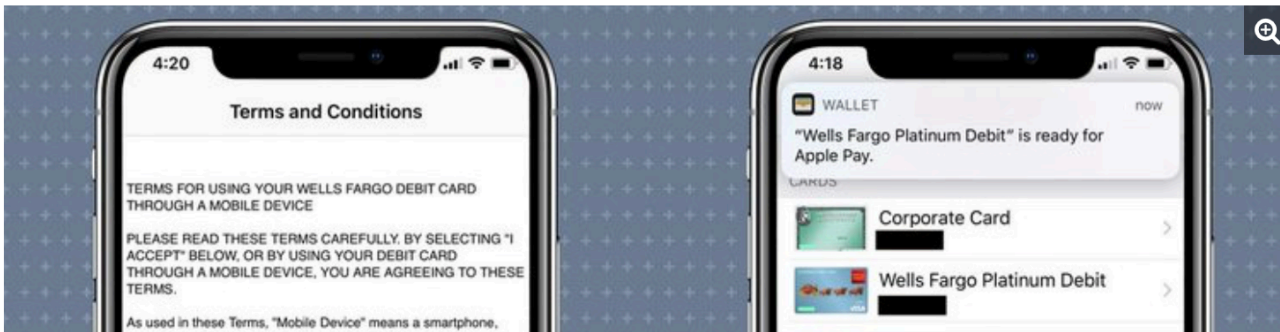 4:20
Terms and Conditions
TERMS FOR USING YOUR WELLS FARGO DEBIT CARD
THROUGH A MOBILE DEVICE
PLEASE READ THESE TERMS CAREFULLY. BY SELECTING "I
ACCEPT" BELOW, OR BY USING YOUR DEBIT CARD
THROUGH A MOBILE DEVICE, YOU ARE AGREEING TO THESE
TERMS.
As used in these Terms, "Mobile Device" means a smartphone,
4:18
WALLET
now
"Wells Fargo Platinum Debit" is ready for
Apple Pay.
CARDS
Corporate Card
Wells Fargo Platinum Debit